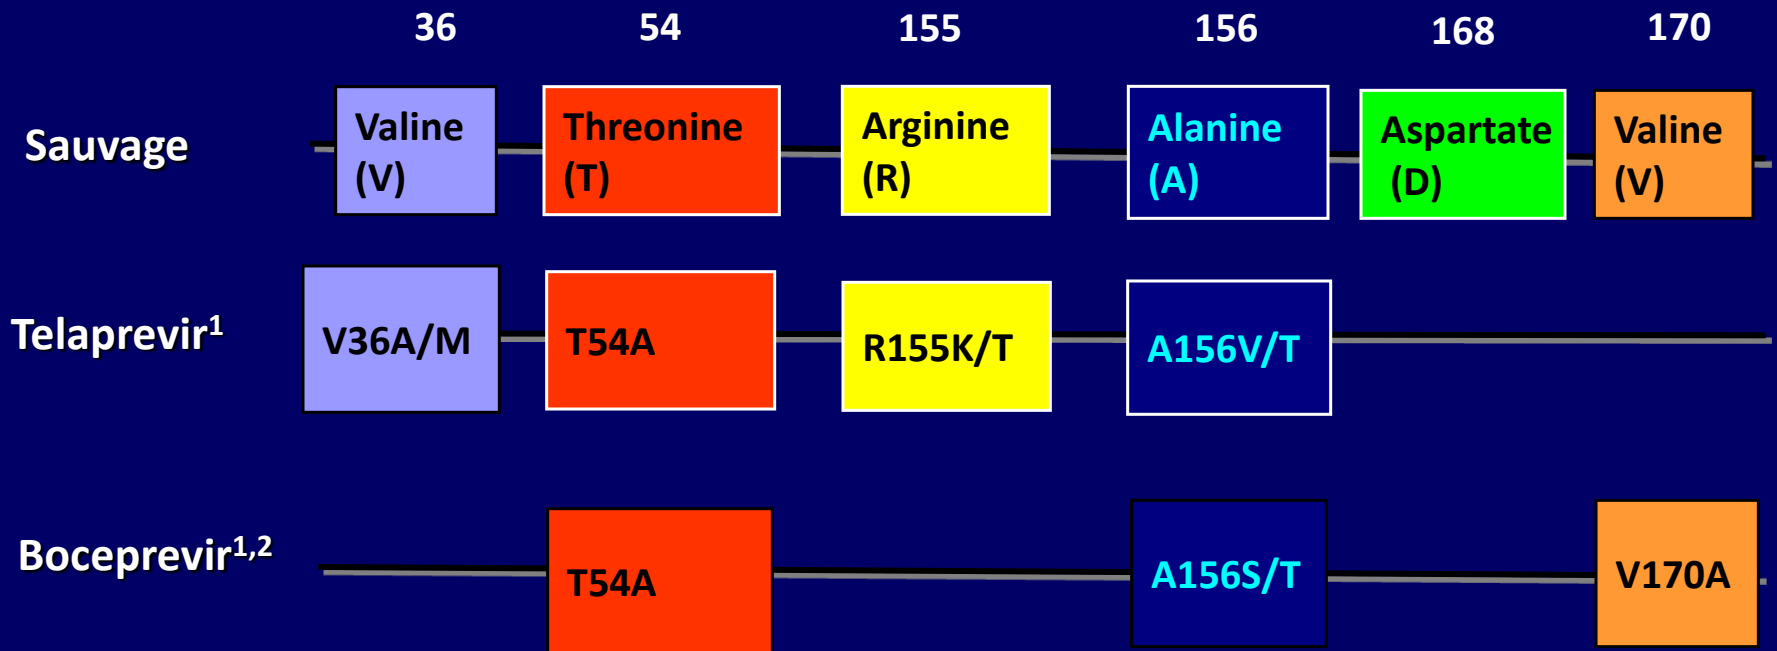 36 54 155 156 168 170
Sauvage
Valine
(V)
Threonine
(T)
Arginine
(R)
Alanine
(A)
Aspartate
(D)
Valine
(V)
Telaprevir¹
V36A/M
T54A
R155K/T
A156V/T
Boceprevir¹,²
T54A
A156S/T
V170A